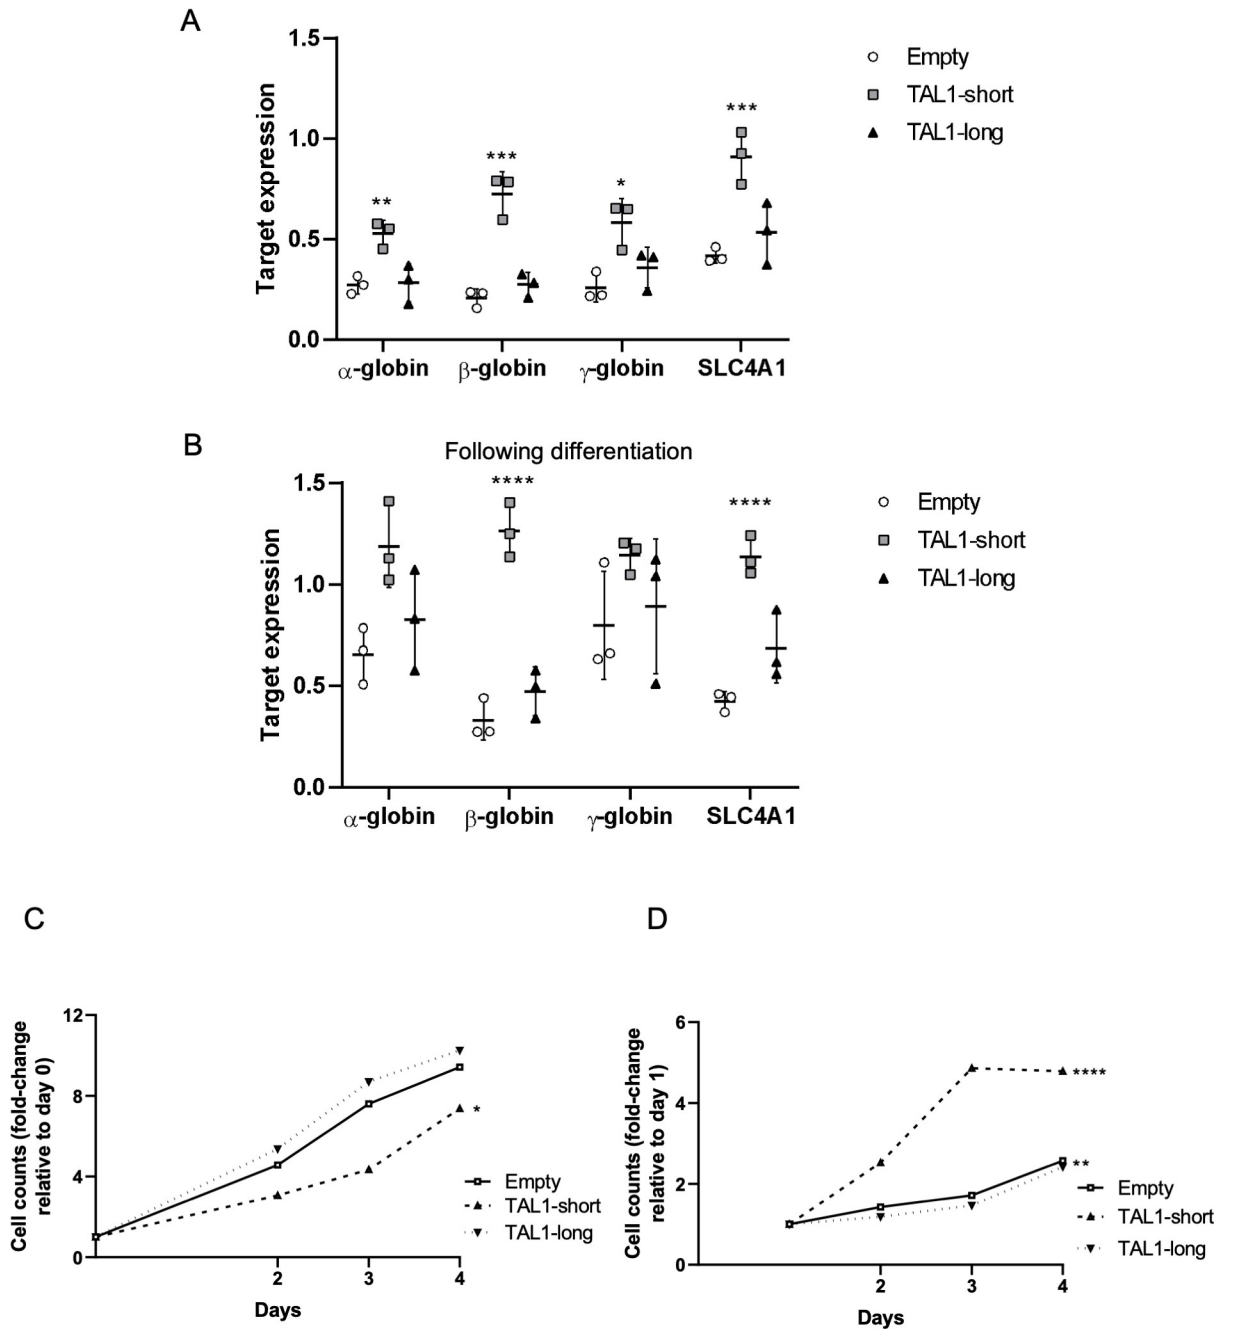 A
1.5
1.0
0.5
0.0
Target expression
**
***
*
***
α-globin
β-globin
γ-globin
SLC4A1
Empty
TAL1-short
TAL1-long
B
Following differentiation
1.5
1.0
0.5
0.0
Target expression
****
****
α-globin
β-globin
γ-globin
SLC4A1
Empty
TAL1-short
TAL1-long
C
12
8
4
0
Cell counts (fold-change
relative to day 0)
*
2
3
4
Days
Empty
TAL1-short
TAL1-long
D
6
4
2
0
Cell counts (fold-change
relative to day 1)
****
**
2
3
4
Days
Empty
TAL1-short
TAL1-long